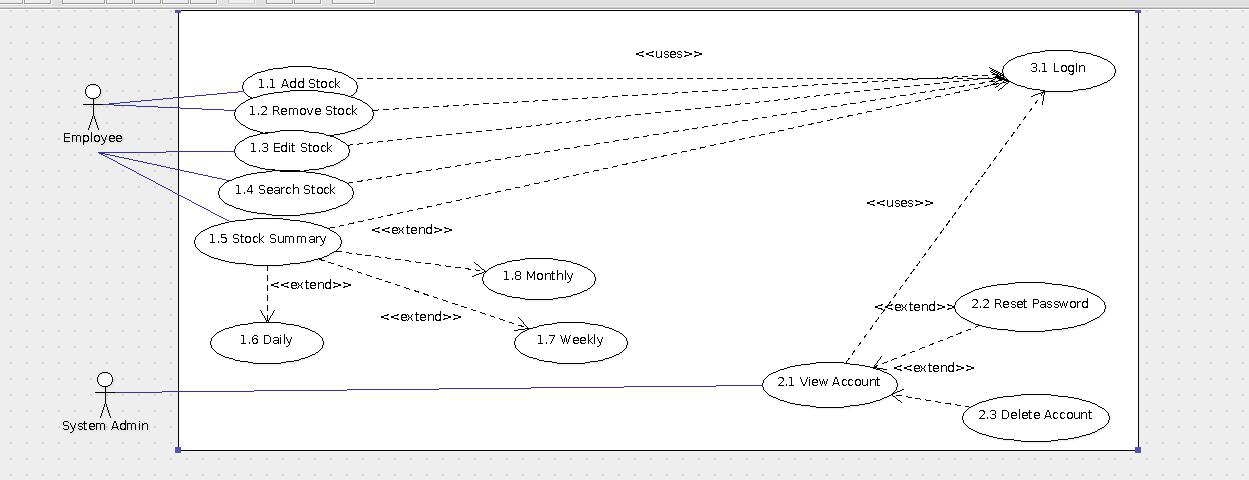 <<uses>>
3.1 LogIn
1.1 Add Stock
1.2 Remove Stock
Employee
1.3 Edit Stock
1.4 Search Stock
<<uses>>
1.5 Stock Summary
<<extend>>
1.8 Monthly
<<extend>>
<<extend>>
2.2 Reset Password
<<extend>>
1.6 Daily
1.7 Weekly
<<extend>>
2.1 View Account
2.3 Delete Account
System Admin